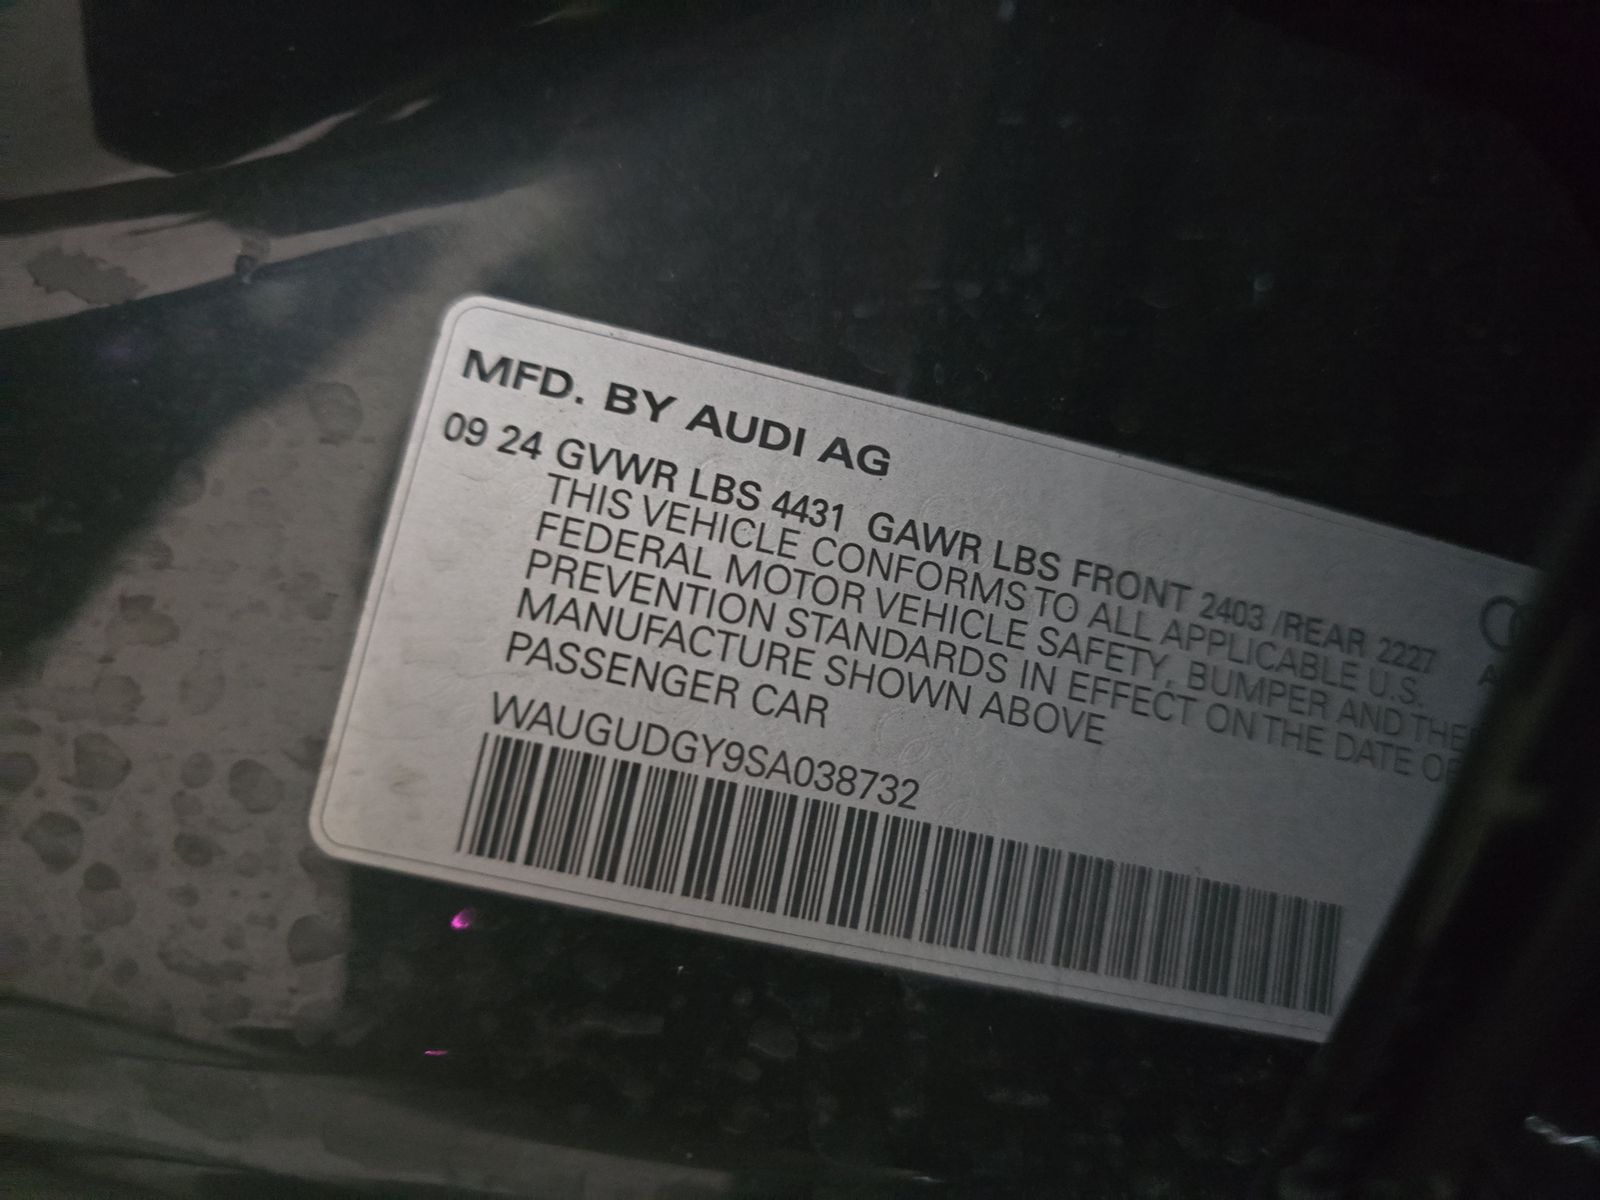 MFD. BY AUDI AG
09 24 GVWR LBS 4431 GAWR LBS FRONT 2403 /REAR 2227
THIS VEHICLE CONFORMS TO ALL APPLICABLE U.S.
FEDERAL MOTOR VEHICLE SAFETY, BUMPER AND THEF
PREVENTION STANDARDS IN EFFECT ON THE DATE OF
MANUFACTURE SHOWN ABOVE
PASSENGER CAR
WAUGUDGY9SA038732